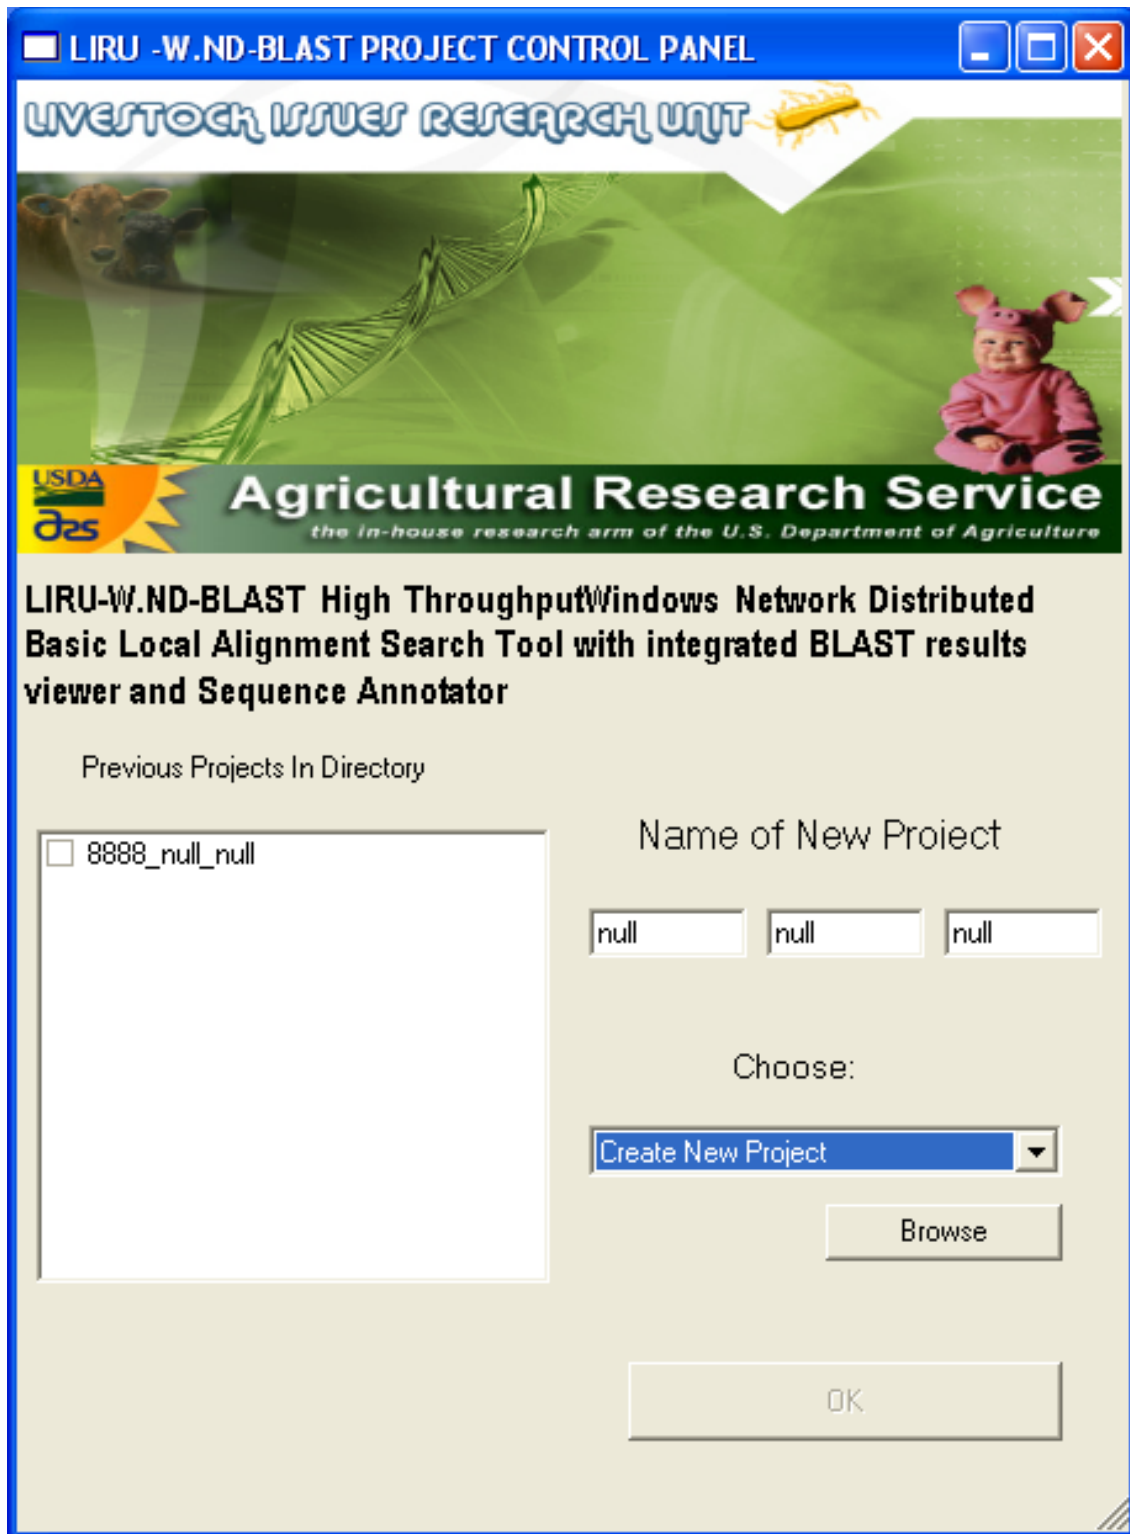 LIRU -W.ND-BLAST PROJECT CONTROL PANEL
LIVESTOCK ISSUES RESEARCH UNIT
USDA
ars
Agricultural Research Service
the in-house research arm of the U.S. Department of Agriculture
LIRU-W.ND-BLAST High ThroughputWindows Network Distributed
Basic Local Alignment Search Tool with integrated BLAST results
viewer and Sequence Annotator
Previous Projects In Directory
8888_null_null
Name of New Project
null null null
Choose:
Create New Project
Browse
OK